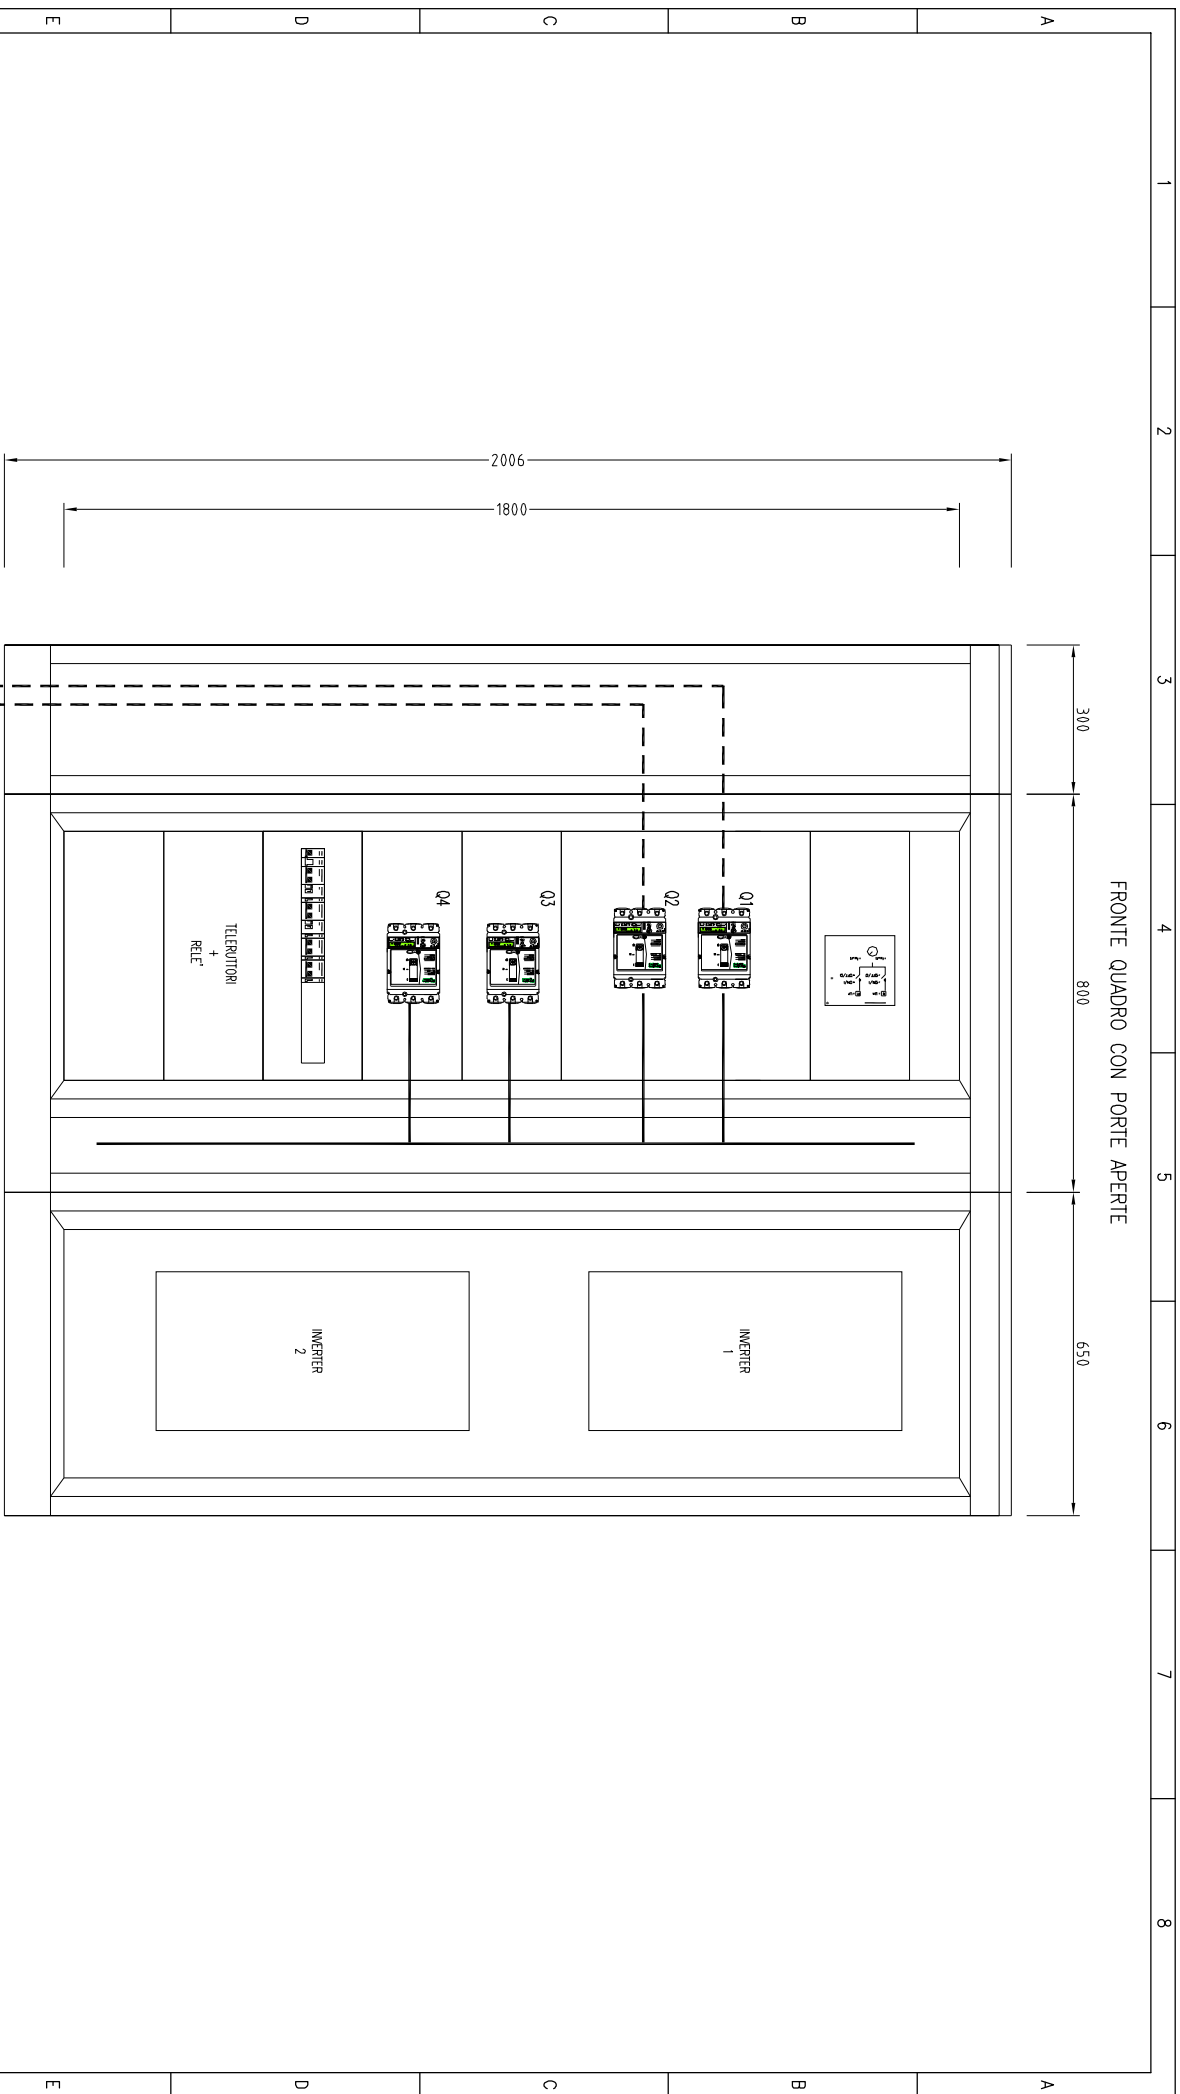 1 2 3 4 5 6 7 8
A A
B B
C C
D D
E E
FRONTE QUADRO CON PORTE APERTE
300 800 650
2006
1800
Q1
Q2
Q3
Q4
TELERUTTORI
+
RELE'
INVERTER
1
INVERTER
2